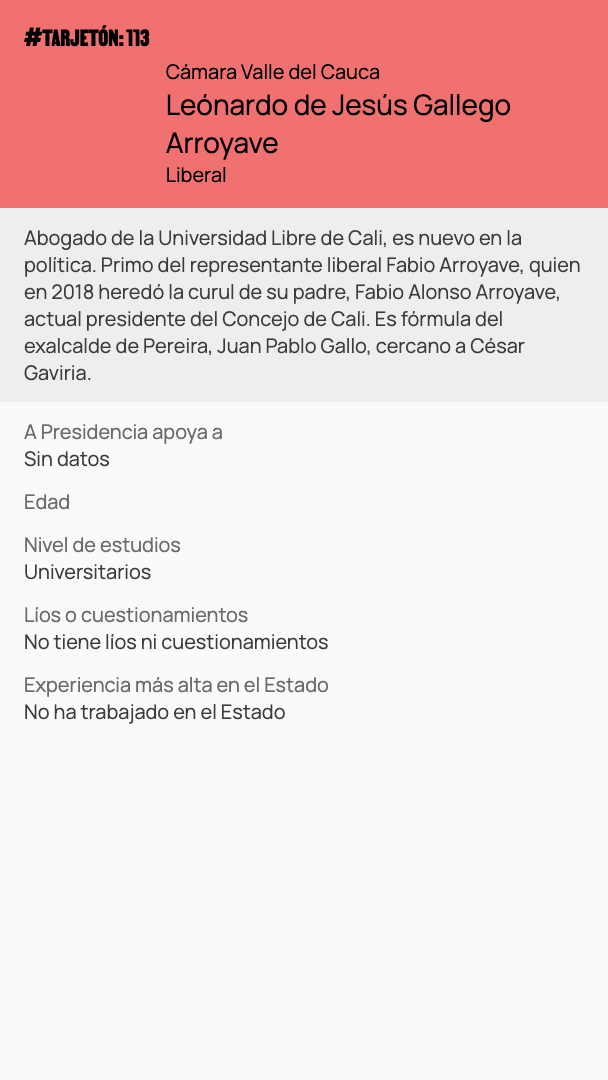 #TARJETÓN: 113
Cámara Valle del Cauca
Leónardo de Jesús Gallego
Arroyave
Liberal
Abogado de la Universidad Libre de Cali, es nuevo en la
política. Primo del representante liberal Fabio Arroyave, quien
en 2018 heredó la curul de su padre, Fabio Alonso Arroyave,
actual presidente del Concejo de Cali. Es fórmula del
exalcalde de Pereira, Juan Pablo Gallo, cercano a César
Gaviria.
A Presidencia apoya a
Sin datos
Edad
Nivel de estudios
Universitarios
Líos o cuestionamientos
No tiene líos ni cuestionamientos
Experiencia más alta en el Estado
No ha trabajado en el Estado